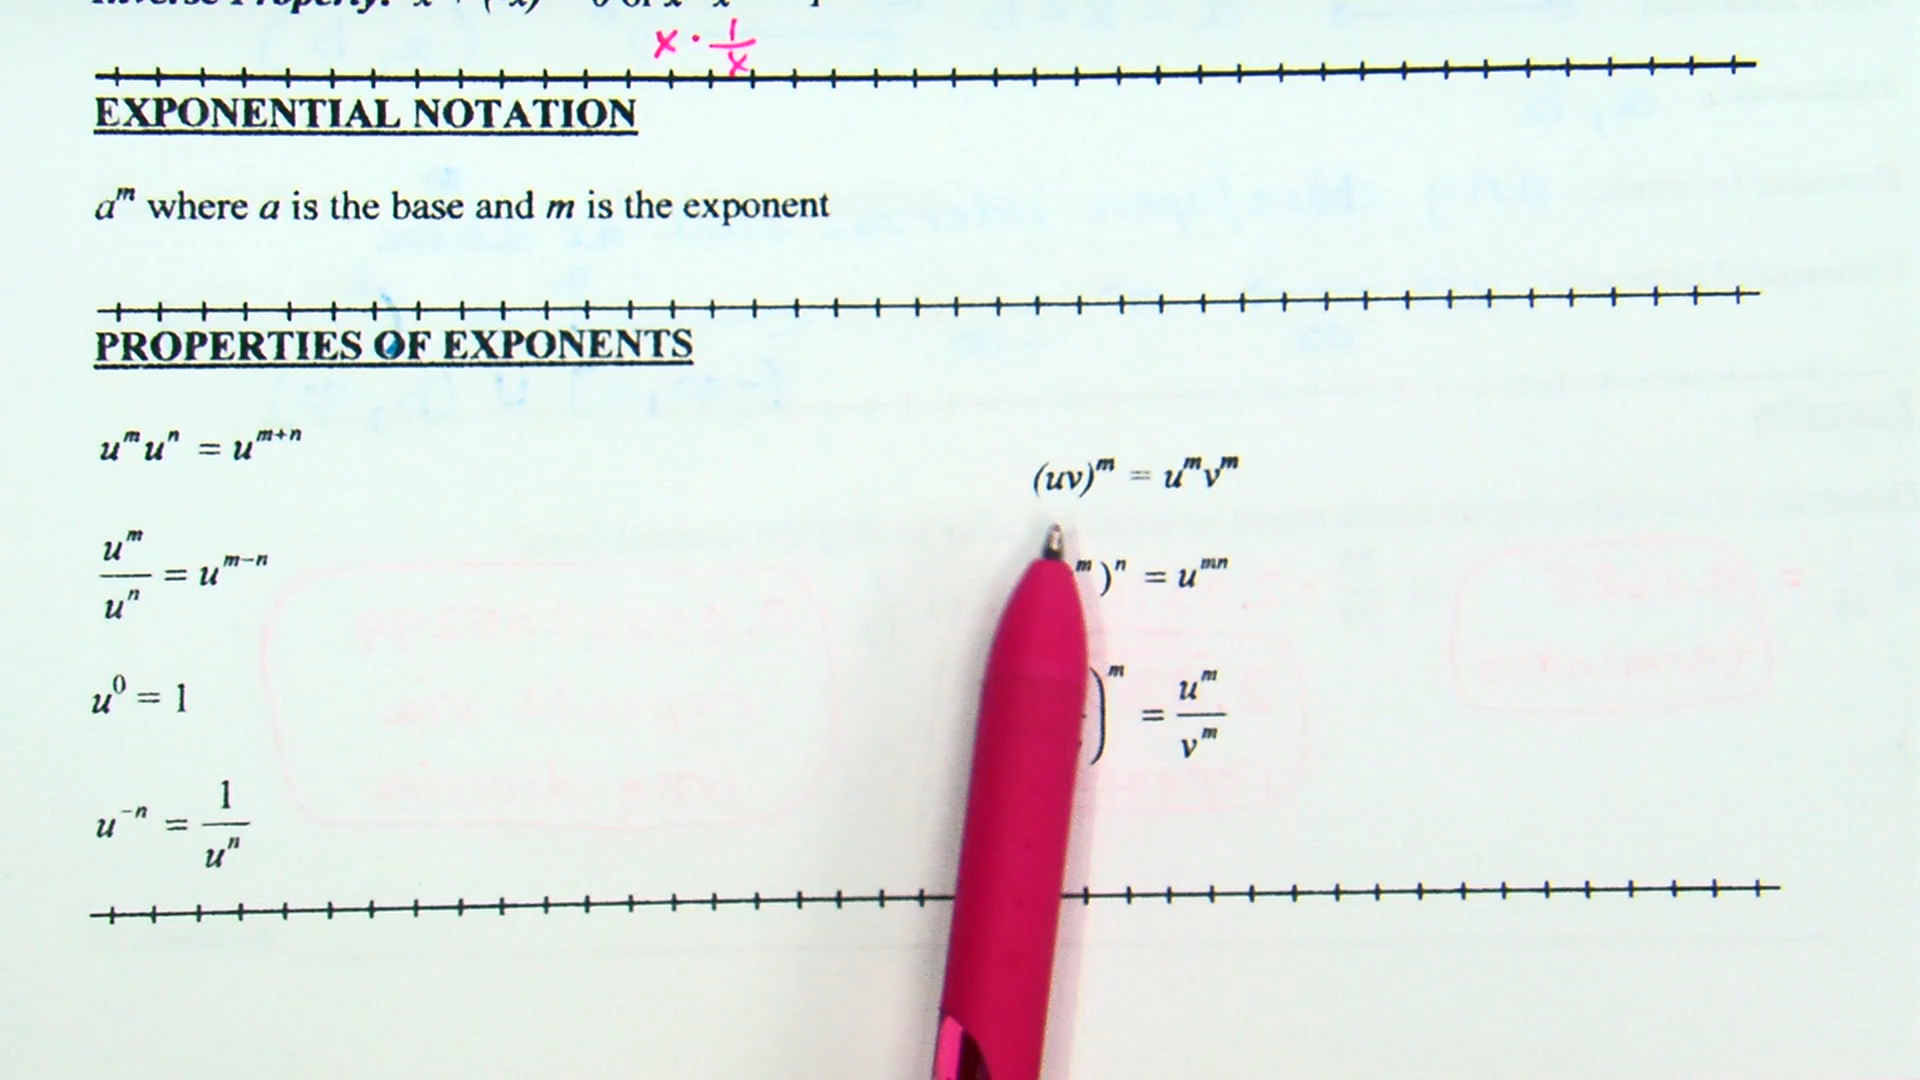 x · 1/x
EXPONENTIAL NOTATION
a^m where a is the base and m is the exponent
PROPERTIES OF EXPONENTS
u^m u^n = u^{m+n}
(uv)^m = u^m v^m
u^m/u^n = u^{m-n}
^m)^n = u^{mn}
u^0 = 1
)^m = u^m/v^m
u^{-n} = 1/u^n